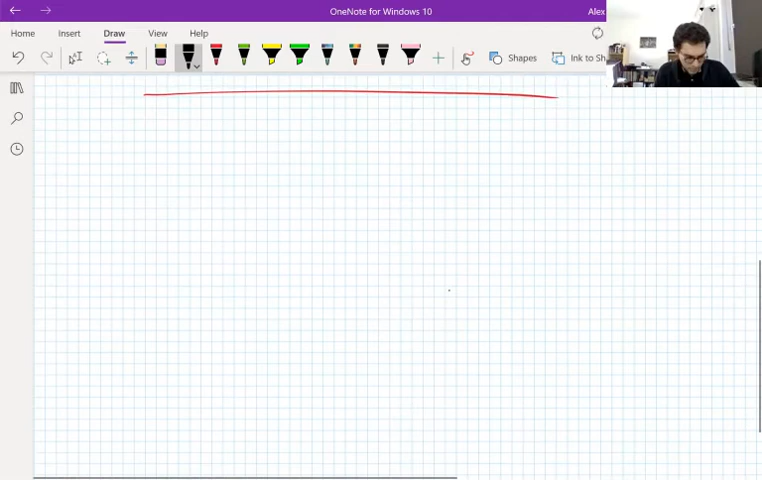 OneNote for Windows 10
Alex
Home Insert Draw View Help
Shapes
Ink to Sh